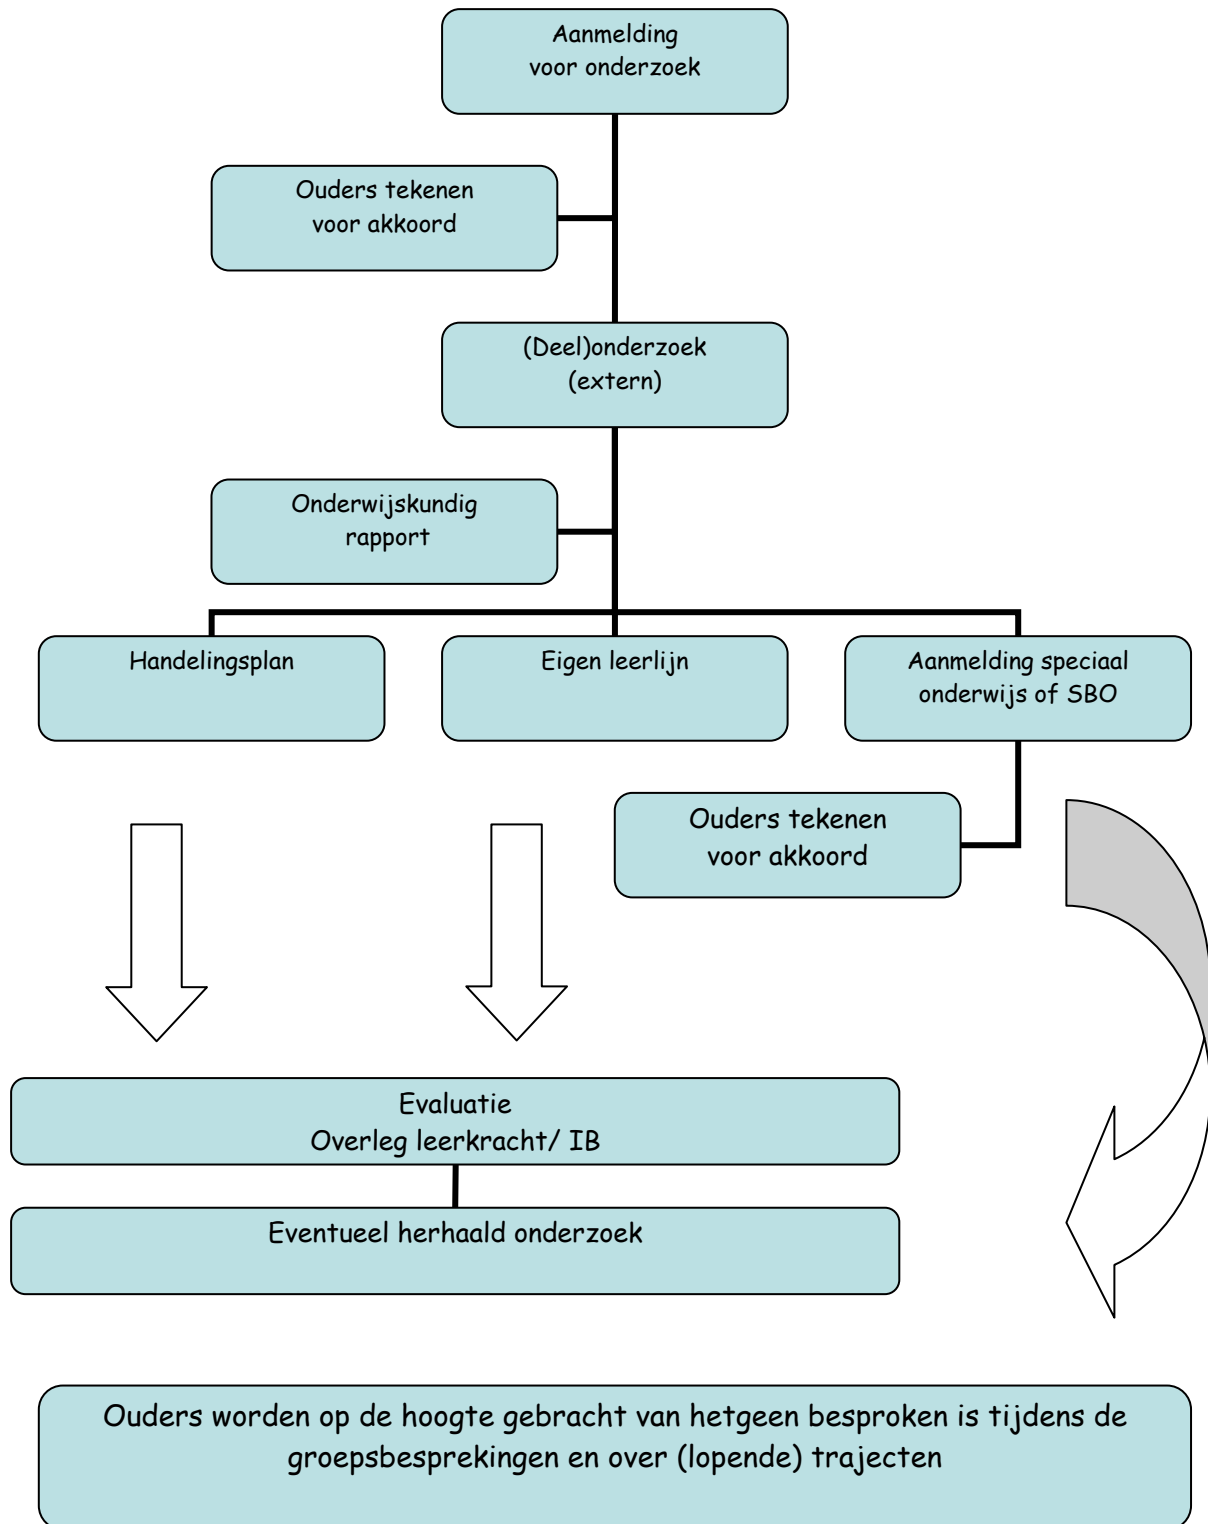 Aanmelding
voor onderzoek
Ouders tekenen
voor akkoord
(Deel)onderzoek
(extern)
Onderwijskundig
rapport
Handelingsplan
Eigen leerlijn
Aanmelding speciaal
onderwijs of SBO
Ouders tekenen
voor akkoord
Evaluatie
Overleg leerkracht/ IB
Eventueel herhaald onderzoek
Ouders worden op de hoogte gebracht van hetgeen besproken is tijdens de
groepsbesprekingen en over (lopende) trajecten